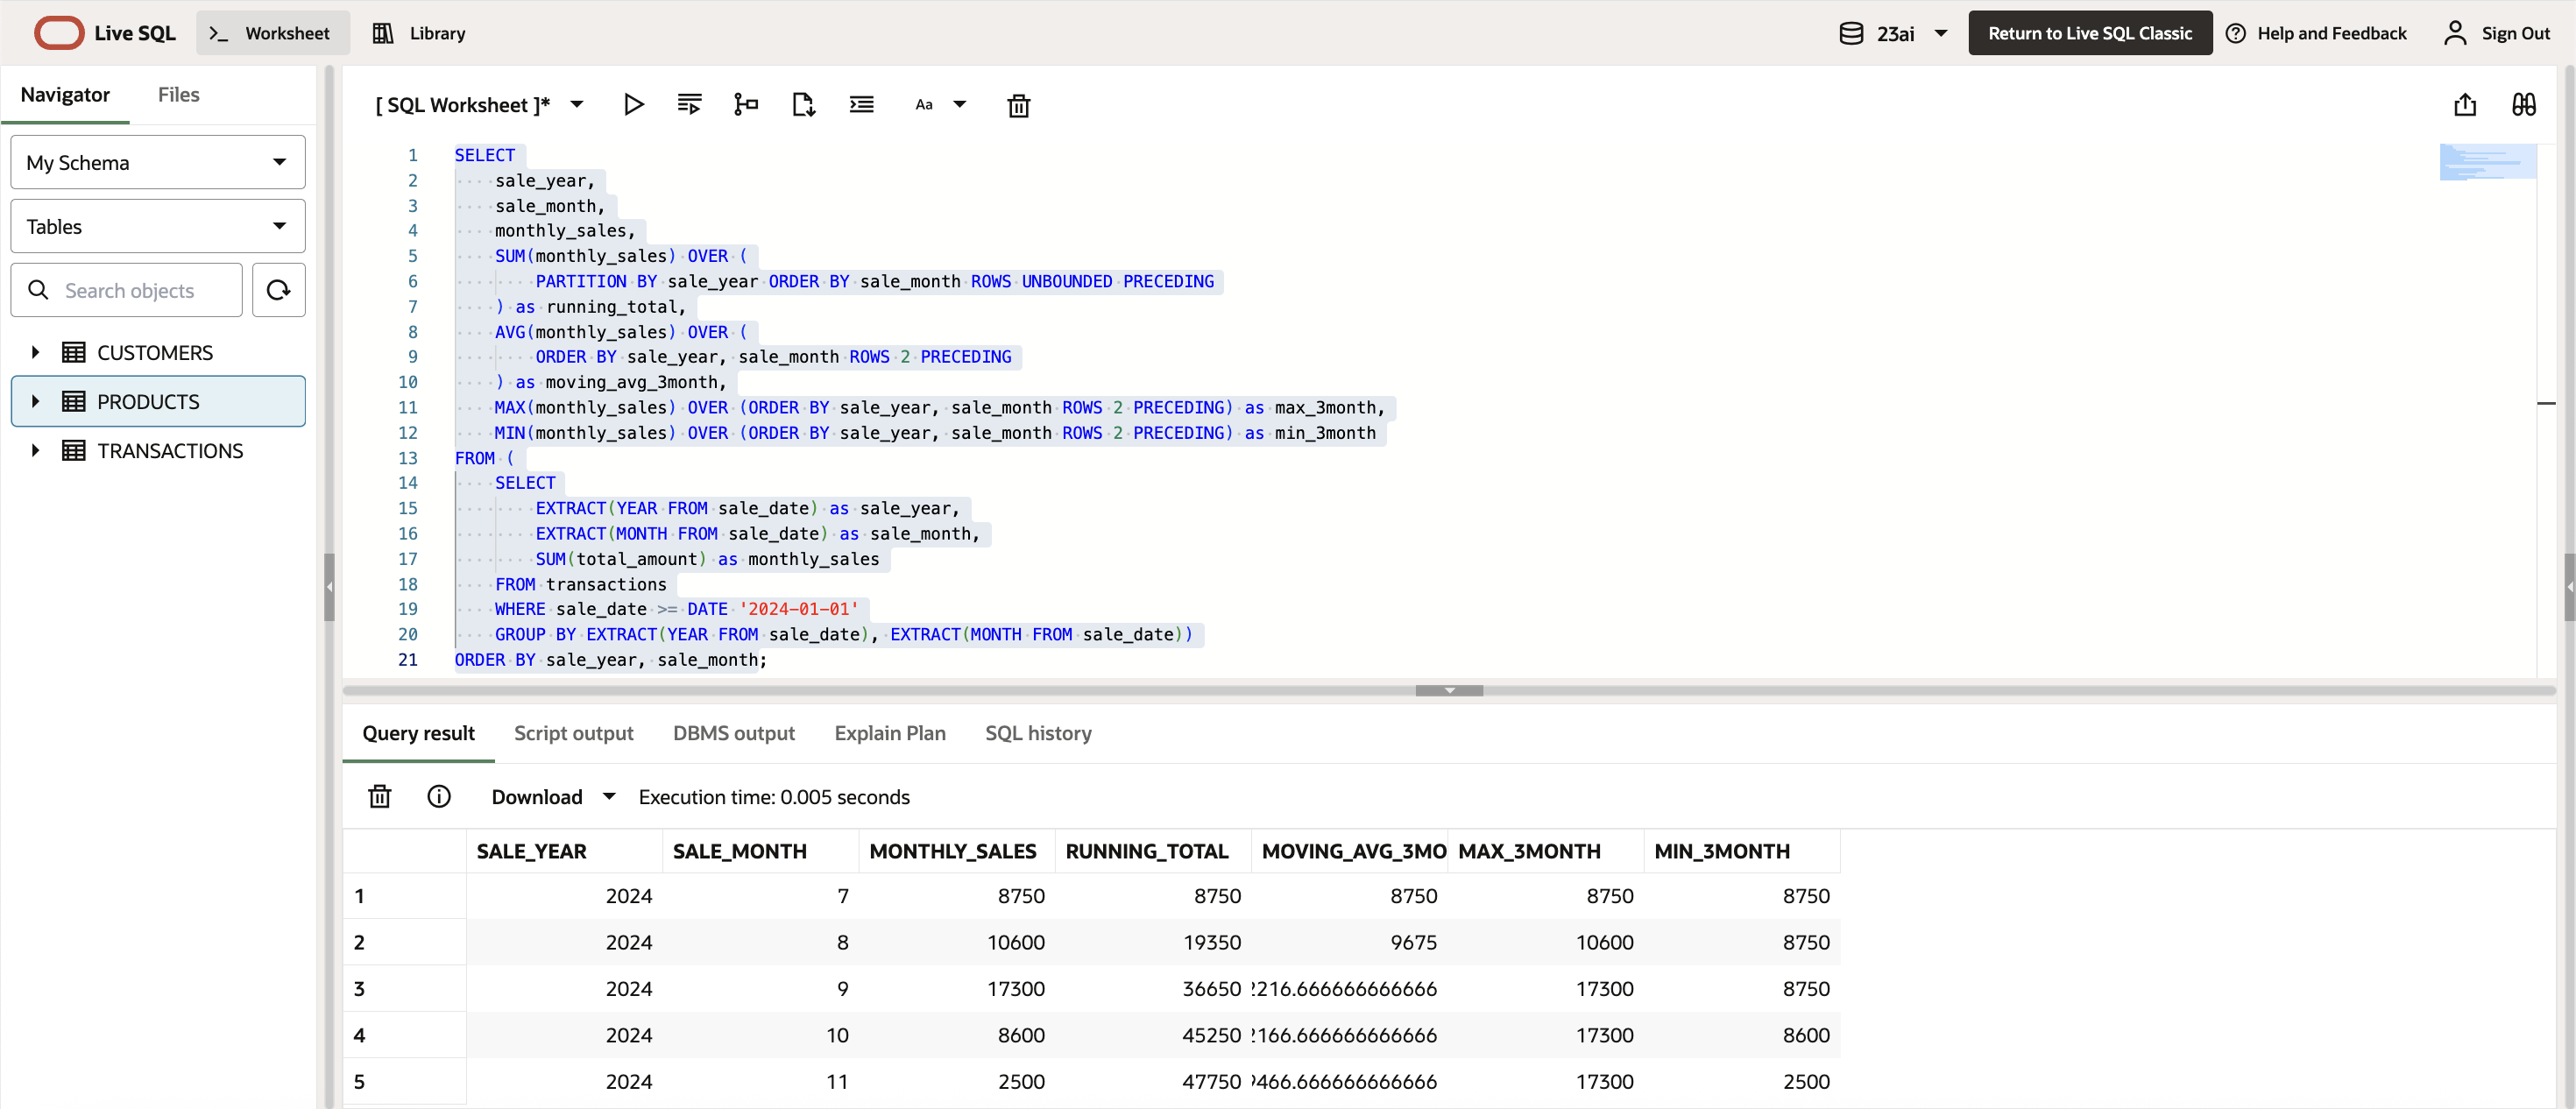 Live SQL
Worksheet
Library
23ai
Return to Live SQL Classic
Help and Feedback
Sign Out
Navigator
Files
My Schema
Tables
Search objects
CUSTOMERS
PRODUCTS
TRANSACTIONS
[ SQL Worksheet ]*
Aa
1 SELECT
2 sale_year,
3 sale_month,
4 monthly_sales,
5 SUM(monthly_sales) OVER (
6 PARTITION BY sale_year ORDER BY sale_month ROWS UNBOUNDED PRECEDING
7 ) as running_total,
8 AVG(monthly_sales) OVER (
9 ORDER BY sale_year, sale_month ROWS 2 PRECEDING
10 ) as moving_avg_3month,
11 MAX(monthly_sales) OVER (ORDER BY sale_year, sale_month ROWS 2 PRECEDING) as max_3month,
12 MIN(monthly_sales) OVER (ORDER BY sale_year, sale_month ROWS 2 PRECEDING) as min_3month
13 FROM (
14 SELECT
15 EXTRACT(YEAR FROM sale_date) as sale_year,
16 EXTRACT(MONTH FROM sale_date) as sale_month,
17 SUM(total_amount) as monthly_sales
18 FROM transactions
19 WHERE sale_date >= DATE '2024-01-01'
20 GROUP BY EXTRACT(YEAR FROM sale_date), EXTRACT(MONTH FROM sale_date))
21 ORDER BY sale_year, sale_month;
Query result
Script output
DBMS output
Explain Plan
SQL history
Download
Execution time: 0.005 seconds
SALE_YEAR SALE_MONTH MONTHLY_SALES RUNNING_TOTAL MOVING_AVG_3MO MAX_3MONTH MIN_3MONTH
1 2024 7 8750 8750 8750 8750 8750
2 2024 8 10600 19350 9675 10600 8750
3 2024 9 17300 36650 2216.666666666666 17300 8750
4 2024 10 8600 45250 2166.666666666666 17300 8600
5 2024 11 2500 47750 9466.666666666666 17300 2500